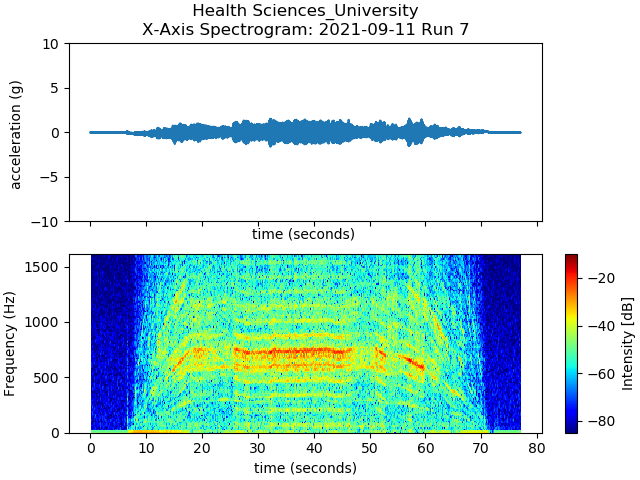 Health Sciences_University
X-Axis Spectrogram: 2021-09-11 Run 7
10
5
0
−5
−10
acceleration (g)
time (seconds)
1500
1000
500
0
Frequency (Hz)
0 10 20 30 40 50 60 70 80
time (seconds)
−20
−40
−60
−80
Intensity [dB]